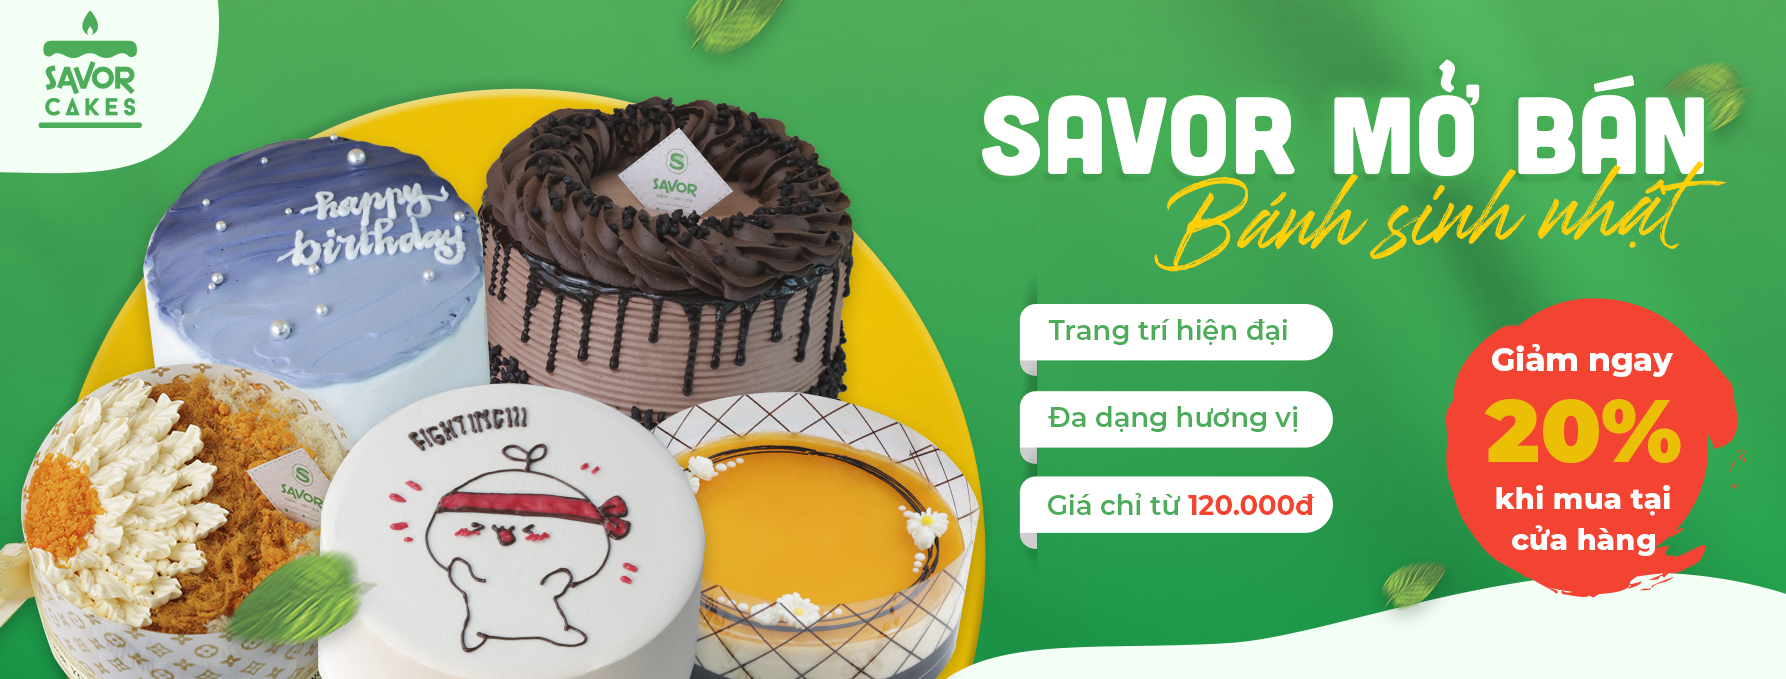 SAVOR
CAKES
happy
birthday
SAVOR
SAVOR
FIGHTING!!!
SAVOR MỞ BÁN
Bánh sinh nhật
Trang trí hiện đại
Đa dạng hương vị
Giá chỉ từ 120.000đ
Giảm ngay
20%
khi mua tại
cửa hàng